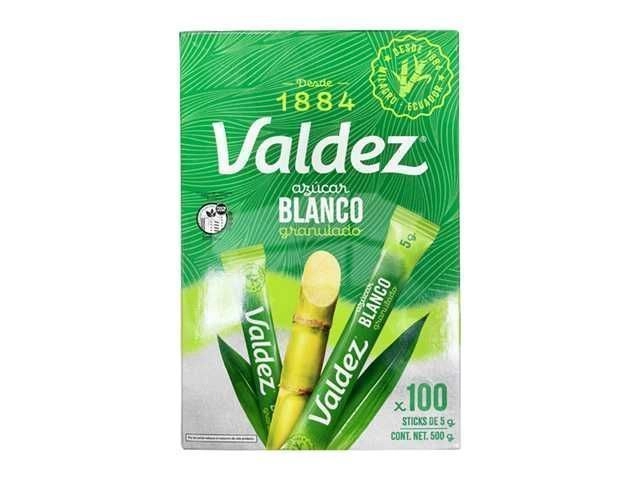 Desde
1884
Valdez®
azúcar
BLANCO
granulado
DESDE 1884
MILAGRO · ECUADOR
5 g.
azúcar
BLANCO
granulado
Valdez
Valdez
x100
STICKS DE 5 g.
CONT. NET. 500 g.